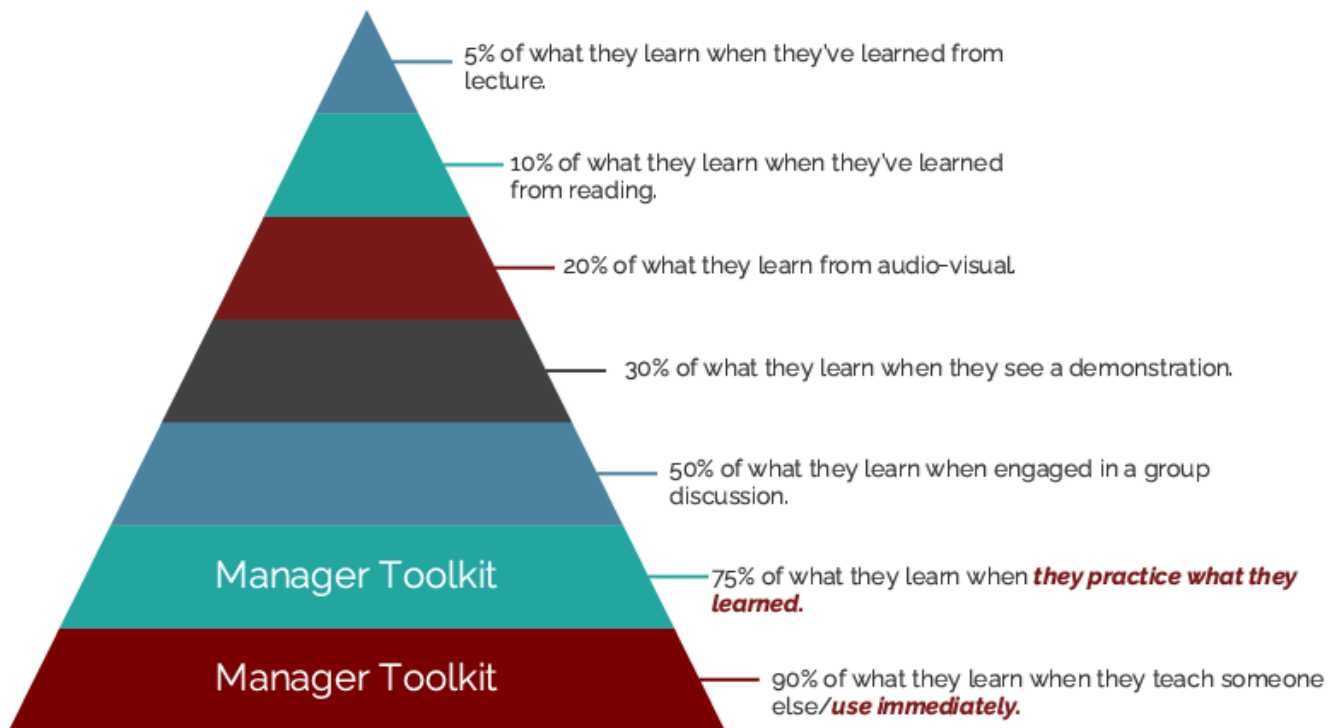 5% of what they learn when they've learned from
lecture.
10% of what they learn when they've learned
from reading.
20% of what they learn from audio-visual.
30% of what they learn when they see a demonstration.
50% of what they learn when engaged in a group
discussion.
Manager Toolkit
75% of what they learn when they practice what they
learned.
Manager Toolkit
90% of what they learn when they teach someone
else/use immediately.